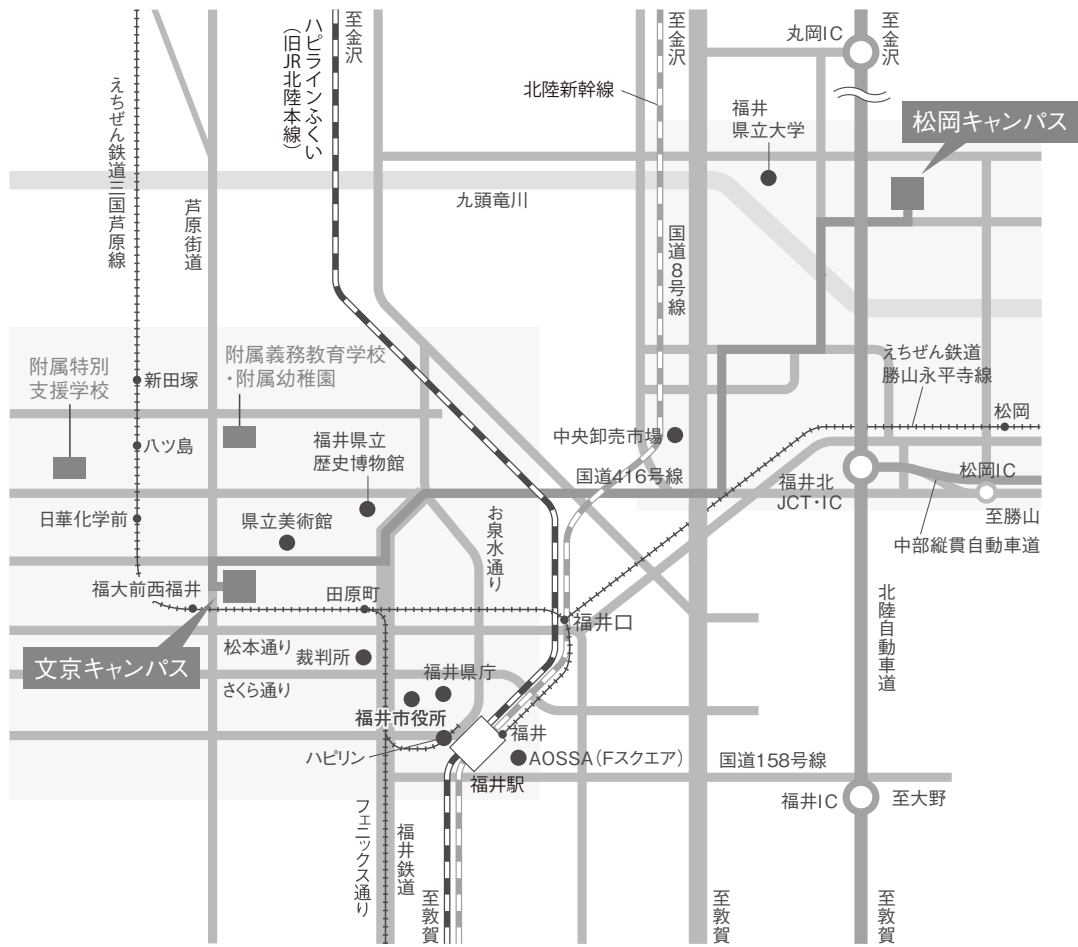 至金沢
ハピラインふくい
(旧JR北陸本線)
至金沢
丸岡IC
至金沢
北陸新幹線
福井
県立大学
松岡キャンパス
えちぜん鉄道三国芦原線
芦原街道
九頭竜川
国道8号線
附属特別
支援学校
新田塚
附属義務教育学校
・附属幼稚園
えちぜん鉄道
勝山永平寺線
松岡
八ツ島
福井県立
歴史博物館
中央卸売市場
国道416号線
福井北
JCT・IC
松岡IC
日華化学前
県立美術館
お泉水通り
至勝山
中部縦貫自動車道
福大前西福井
田原町
福井口
北陸自動車道
松本通り
裁判所
文京キャンパス
さくら通り
福井県庁
福井市役所
福井
ハピリン
AOSSA(Fスクエア)
国道158号線
福井駅
福井IC
至大野
フェニックス通り
福井鉄道
至敦賀
至敦賀
至敦賀